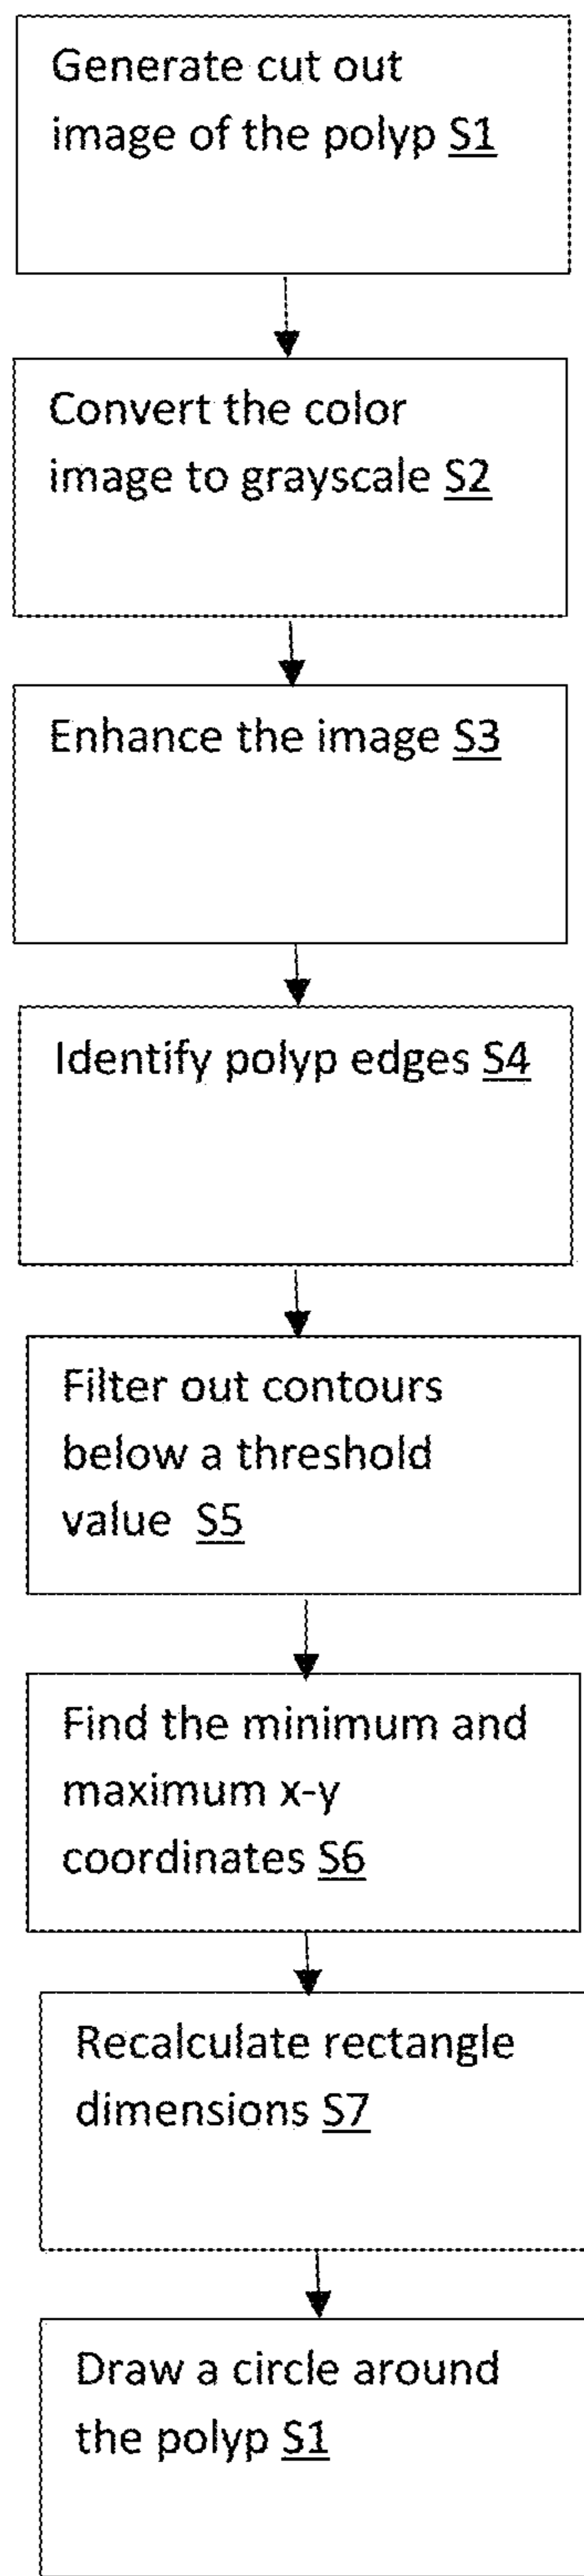 Generate cut out
image of the polyp S1
Convert the color
image to grayscale S2
Enhance the image S3
Identify polyp edges S4
Filter out contours
below a threshold
value S5
Find the minimum and
maximum x-y
coordinates S6
Recalculate rectangle
dimensions S7
Draw a circle around
the polyp S1